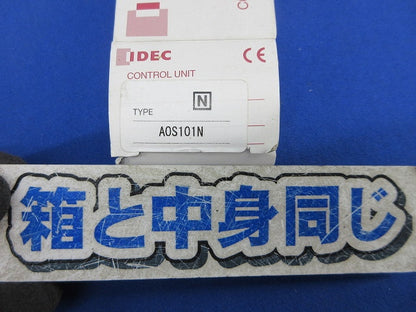 IDEC
CE
CONTROL UNIT
N
TYPE
AOS101N
箱と中身同じ